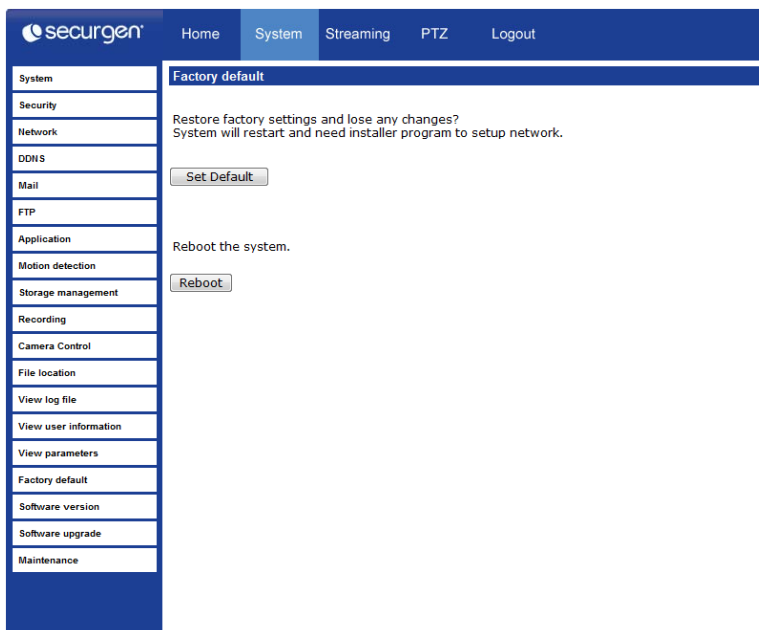 securgen
Home System Streaming PTZ Logout
System
Security
Network
DDNS
Mail
FTP
Application
Motion detection
Storage management
Recording
Camera Control
File location
View log file
View user information
View parameters
Factory default
Software version
Software upgrade
Maintenance
Factory default
Restore factory settings and lose any changes?
System will restart and need installer program to setup network.
Set Default
Reboot the system.
Reboot